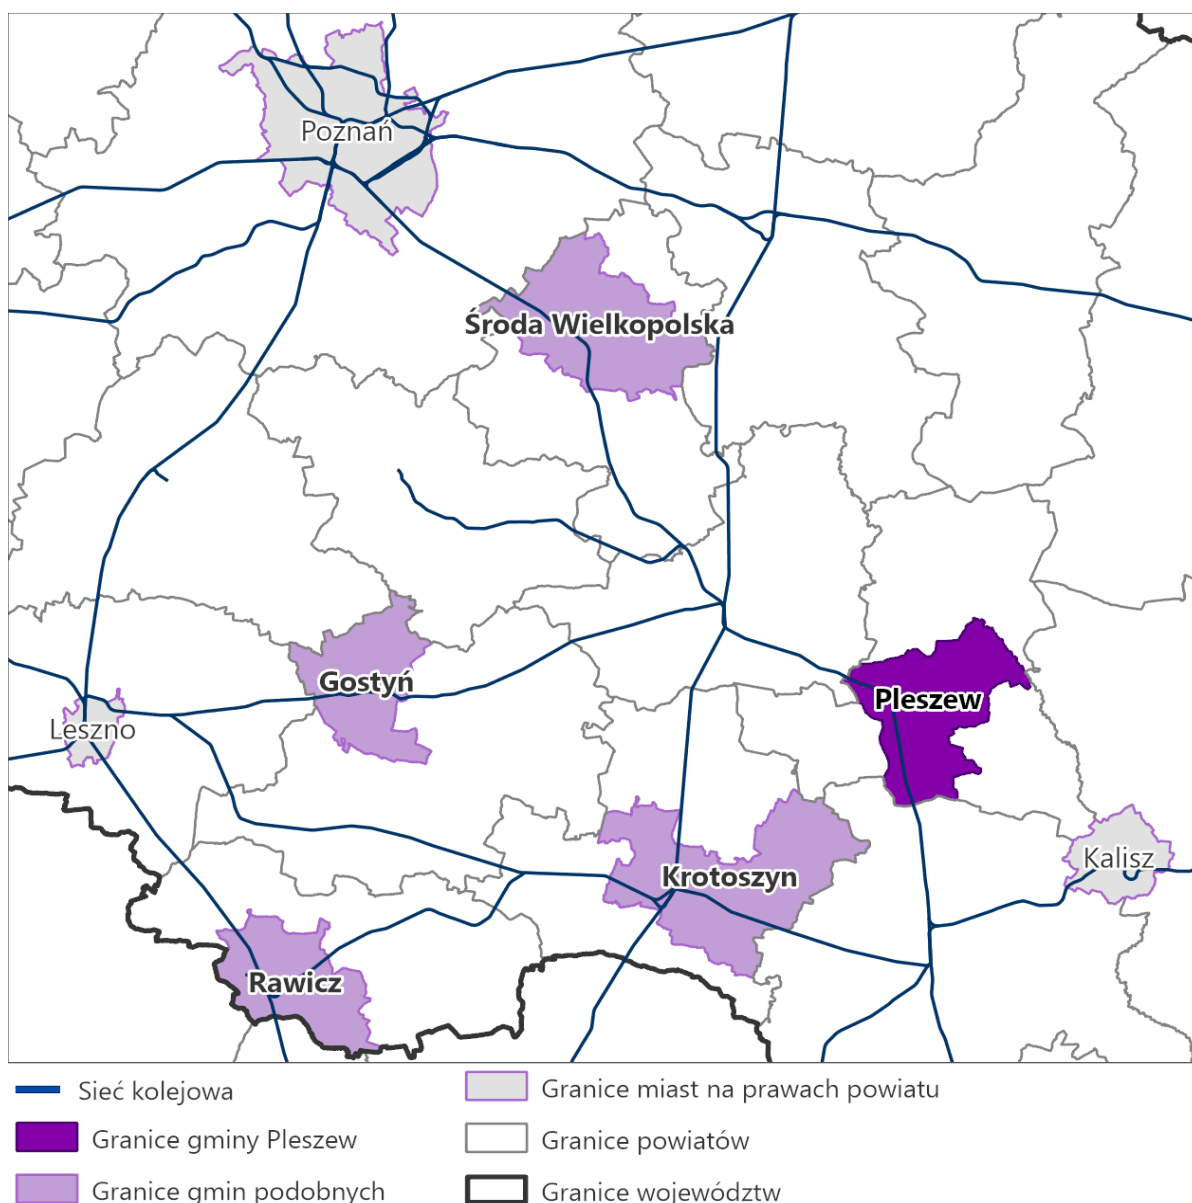 Poznań
Środa Wielkopolska
Gostyń
Pleszew
Leszno
Kalisz
Krotoszyn
Rawicz
Sieć kolejowa
Granice miast na prawach powiatu
Granice gminy Pleszew
Granice powiatów
Granice gmin podobnych
Granice województw